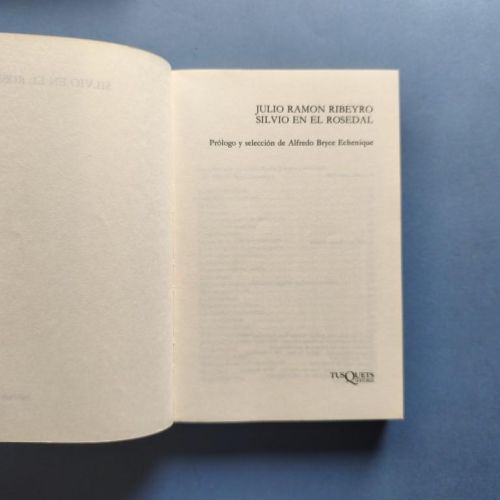 JULIO RAMON RIBEYRO
SILVIO EN EL ROSEDAL
Prólogo y selección de Alfredo Bryce Echenique
TUSQUETS
EDITORES